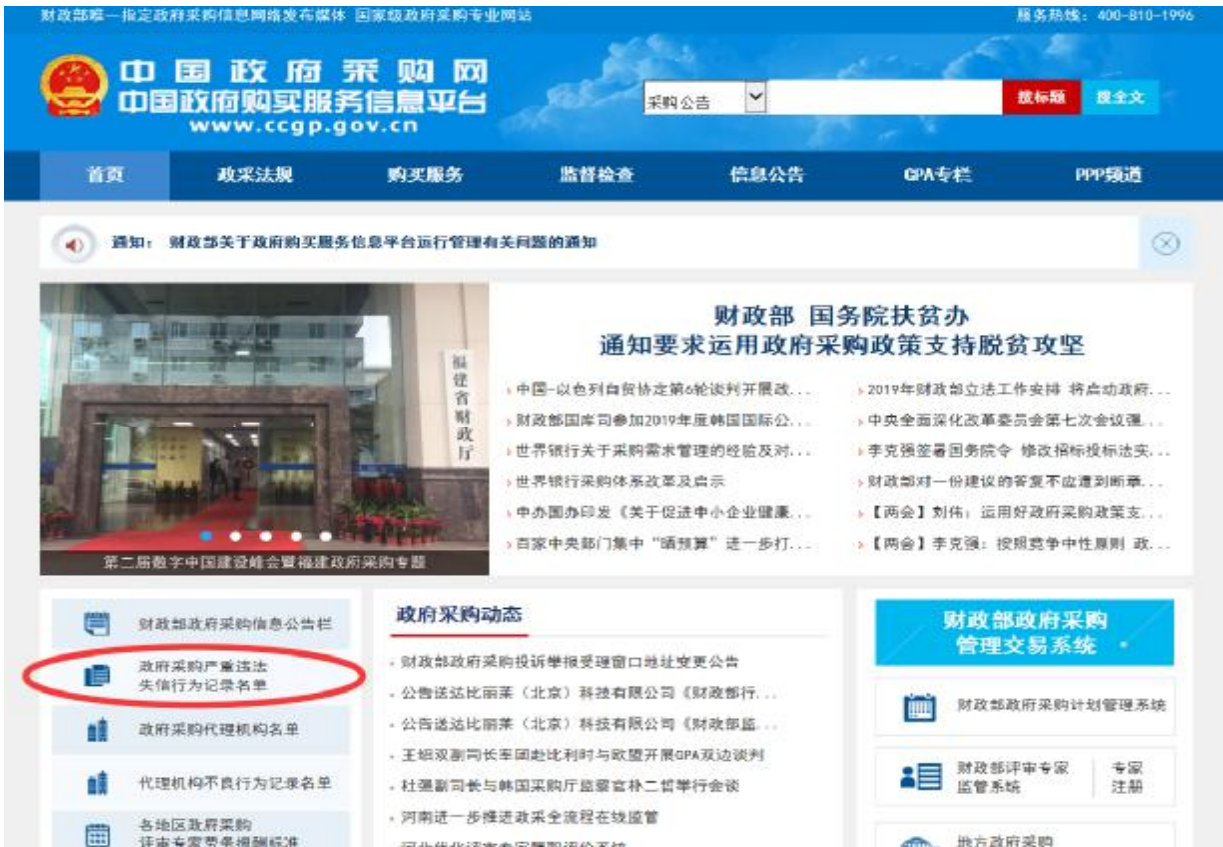 财政部唯一指定政府采购信息网络发布媒体 国家级政府采购专业网站
服务热线：400-810-1996
中国政府采购网
中国政府购买服务信息平台
www.ccgp.gov.cn
采购公告
搜标题
搜全文
首页
政采法规
购买服务
监督检查
信息公告
GPA专栏
PPP频道
通知： 财政部关于政府购买服务信息平台运行管理有关问题的通知
福建省财政厅
第二届数字中国建设峰会暨福建政府采购专题
财政部 国务院扶贫办
通知要求运用政府采购政策支持脱贫攻坚
中国-以色列自贸协定第6轮谈判开展政...
财政部国库司参加2019年度韩国国际公...
世界银行关于采购需求管理的经验及对...
世界银行采购体系改革及启示
中办国办印发《关于促进中小企业健康...
百家中央部门集中“晒预算”进一步打...
2019年财政部立法工作安排 将启动政府...
中央全面深化改革委员会第七次会议强...
李克强签署国务院令 修改招标投标法实...
财政部对一份建议的答复不应遭到断章...
【两会】刘伟：运用好政府采购政策支...
【两会】李克强：按照竞争中性原则 政...
财政部政府采购信息公告栏
政府采购严重违法
失信行为记录名单
政府采购代理机构名单
代理机构不良行为记录名单
各地区政府采购
评审专家劳务报酬标准
政府采购动态
财政部政府采购投诉举报受理窗口地址变更公告
公告送达比丽莱（北京）科技有限公司《财政部行...
公告送达比丽莱（北京）科技有限公司《财政部监...
王绍双副司长率团赴比利时与欧盟开展GPA双边谈判
杜强副司长与韩国采购厅监察官朴二哲举行会谈
河南进一步推进政采全流程在线监管
财政部政府采购
管理交易系统
财政部政府采购计划管理系统
财政部评审专家
监管系统
专家
注册
地方政府采购